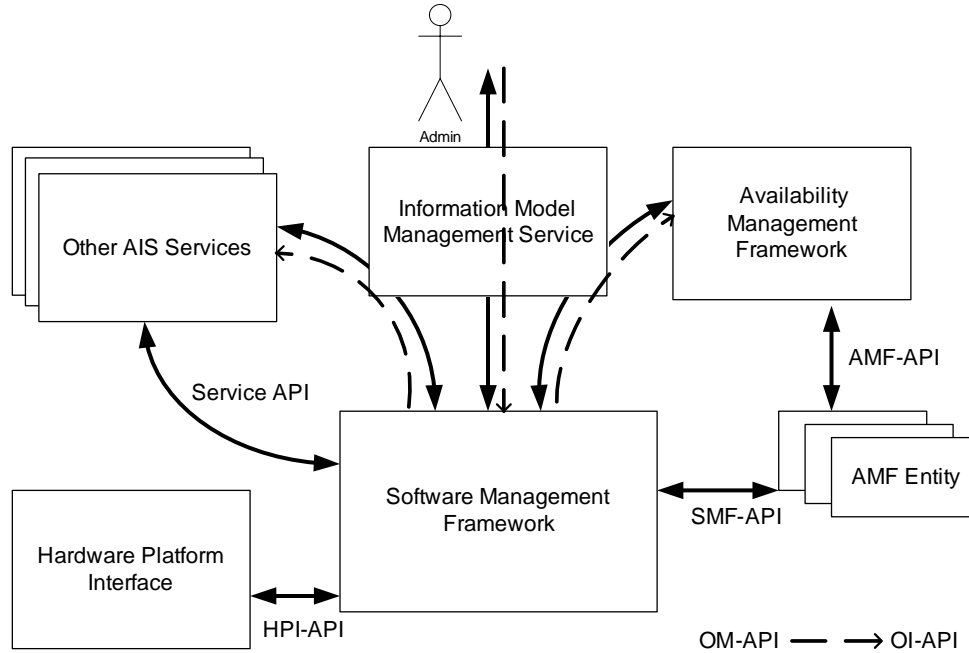 Admin
Other AIS Services
Information Model
Management Service
Availability
Management
Framework
Service API
AMF-API
Software Management
Framework
AMF Entity
SMF-API
Hardware Platform
Interface
HPI-API
OM-API
OI-API